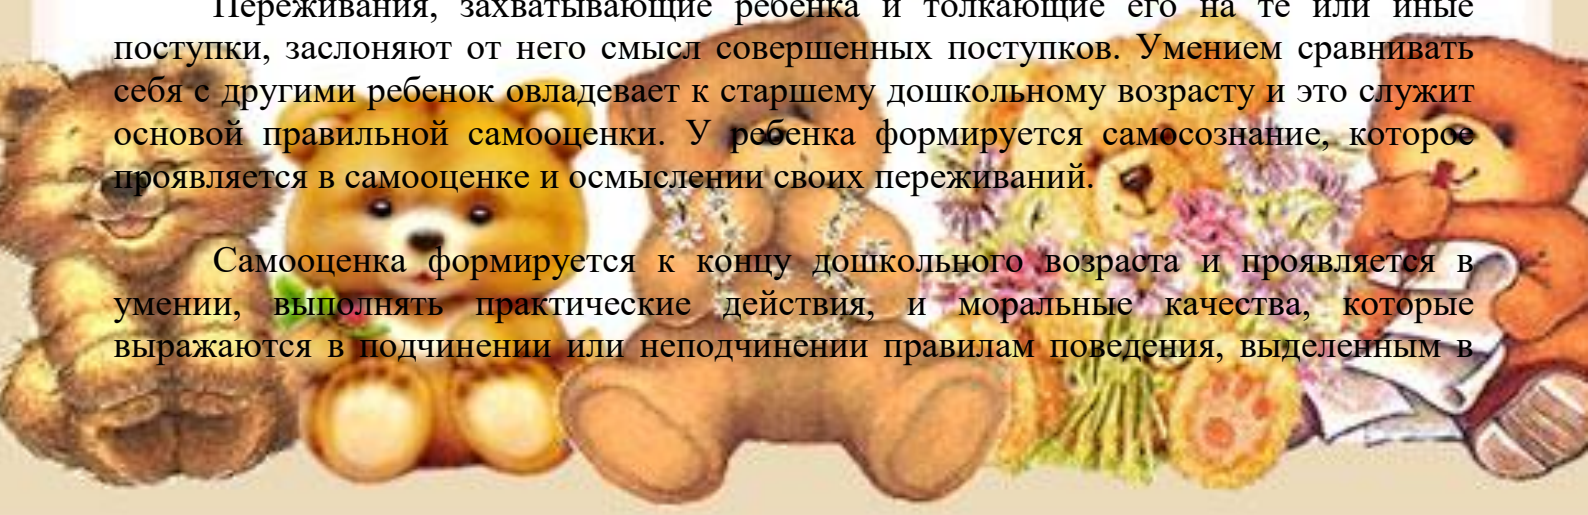 Переживания, захватывающие ребенка и толкающие его на те или иные
поступки, заслоняют от него смысл совершенных поступков. Умением сравнивать
себя с другими ребенок овладевает к старшему дошкольному возрасту и это служит
основой правильной самооценки. У ребенка формируется самосознание, которое
проявляется в самооценке и осмыслении своих переживаний.
Самооценка формируется к концу дошкольного возраста и проявляется в
умении, выполнять практические действия, и моральные качества, которые
выражаются в подчинении или неподчинении правилам поведения, выделенным в